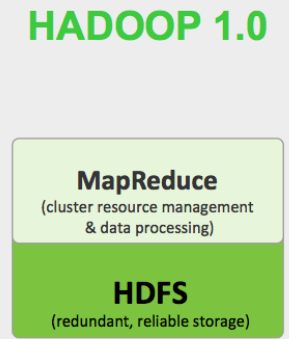 HADOOP 1.0
MapReduce
(cluster resource management
& data processing)
HDFS
(redundant, reliable storage)